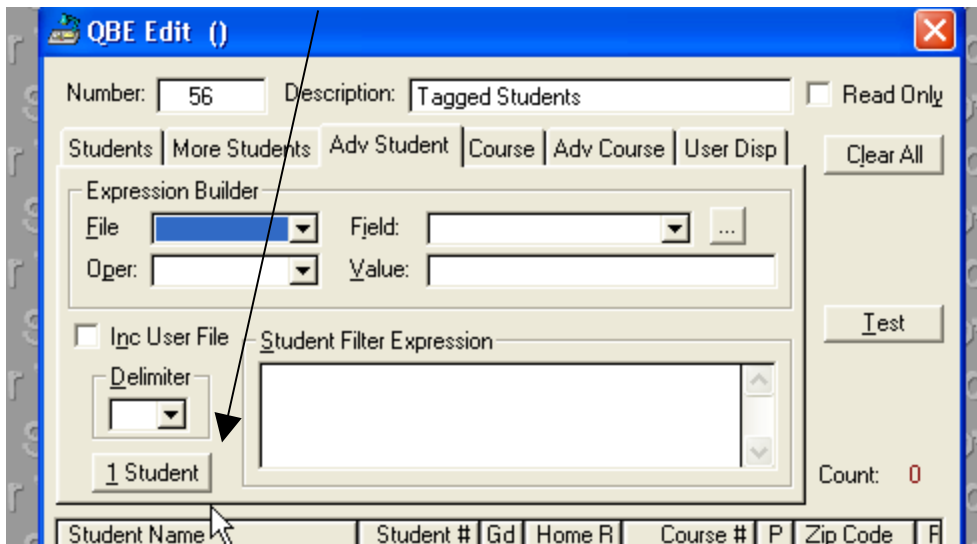 QBE Edit ()
Number: 56 Description: Tagged Students Read Only
Students More Students Adv Student Course Adv Course User Disp Clear All
Expression Builder
File Field: ...
Oper: Value:
Inc User File Student Filter Expression Test
Delimiter
1 Student Count: 0
Student Name Student # Gd Home R Course # P Zip Code